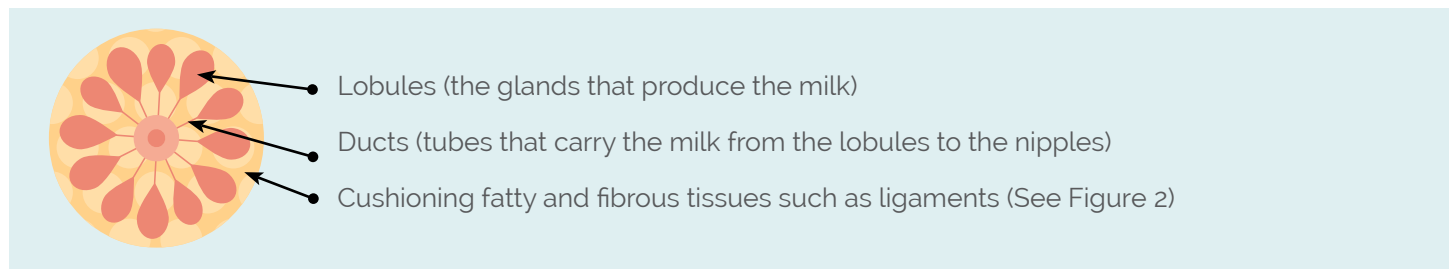 Lobules (the glands that produce the milk)
Ducts (tubes that carry the milk from the lobules to the nipples)
Cushioning fatty and fibrous tissues such as ligaments (See Figure 2)